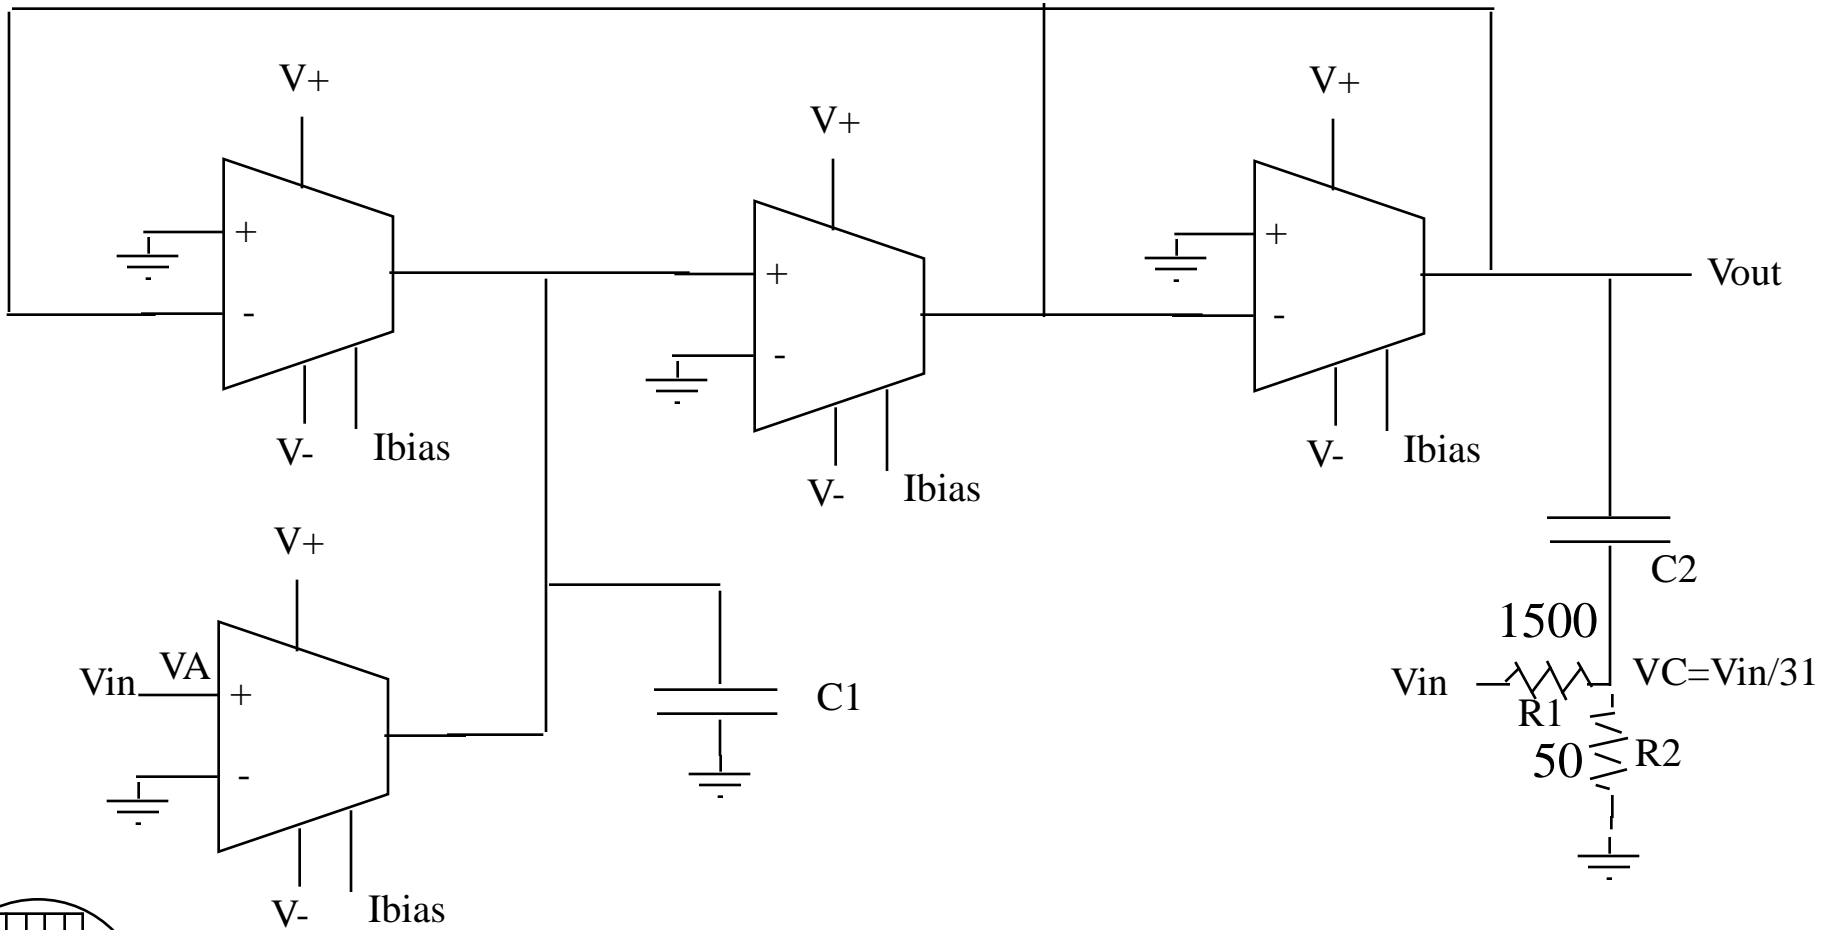 V+
V+
V+
+
-
+
-
+
-
Vout
V-
Ibias
V-
Ibias
V-
Ibias
V+
C2
1500
Vin
VA
+
-
C1
Vin
VC=Vin/31
R1
50
R2
V-
Ibias